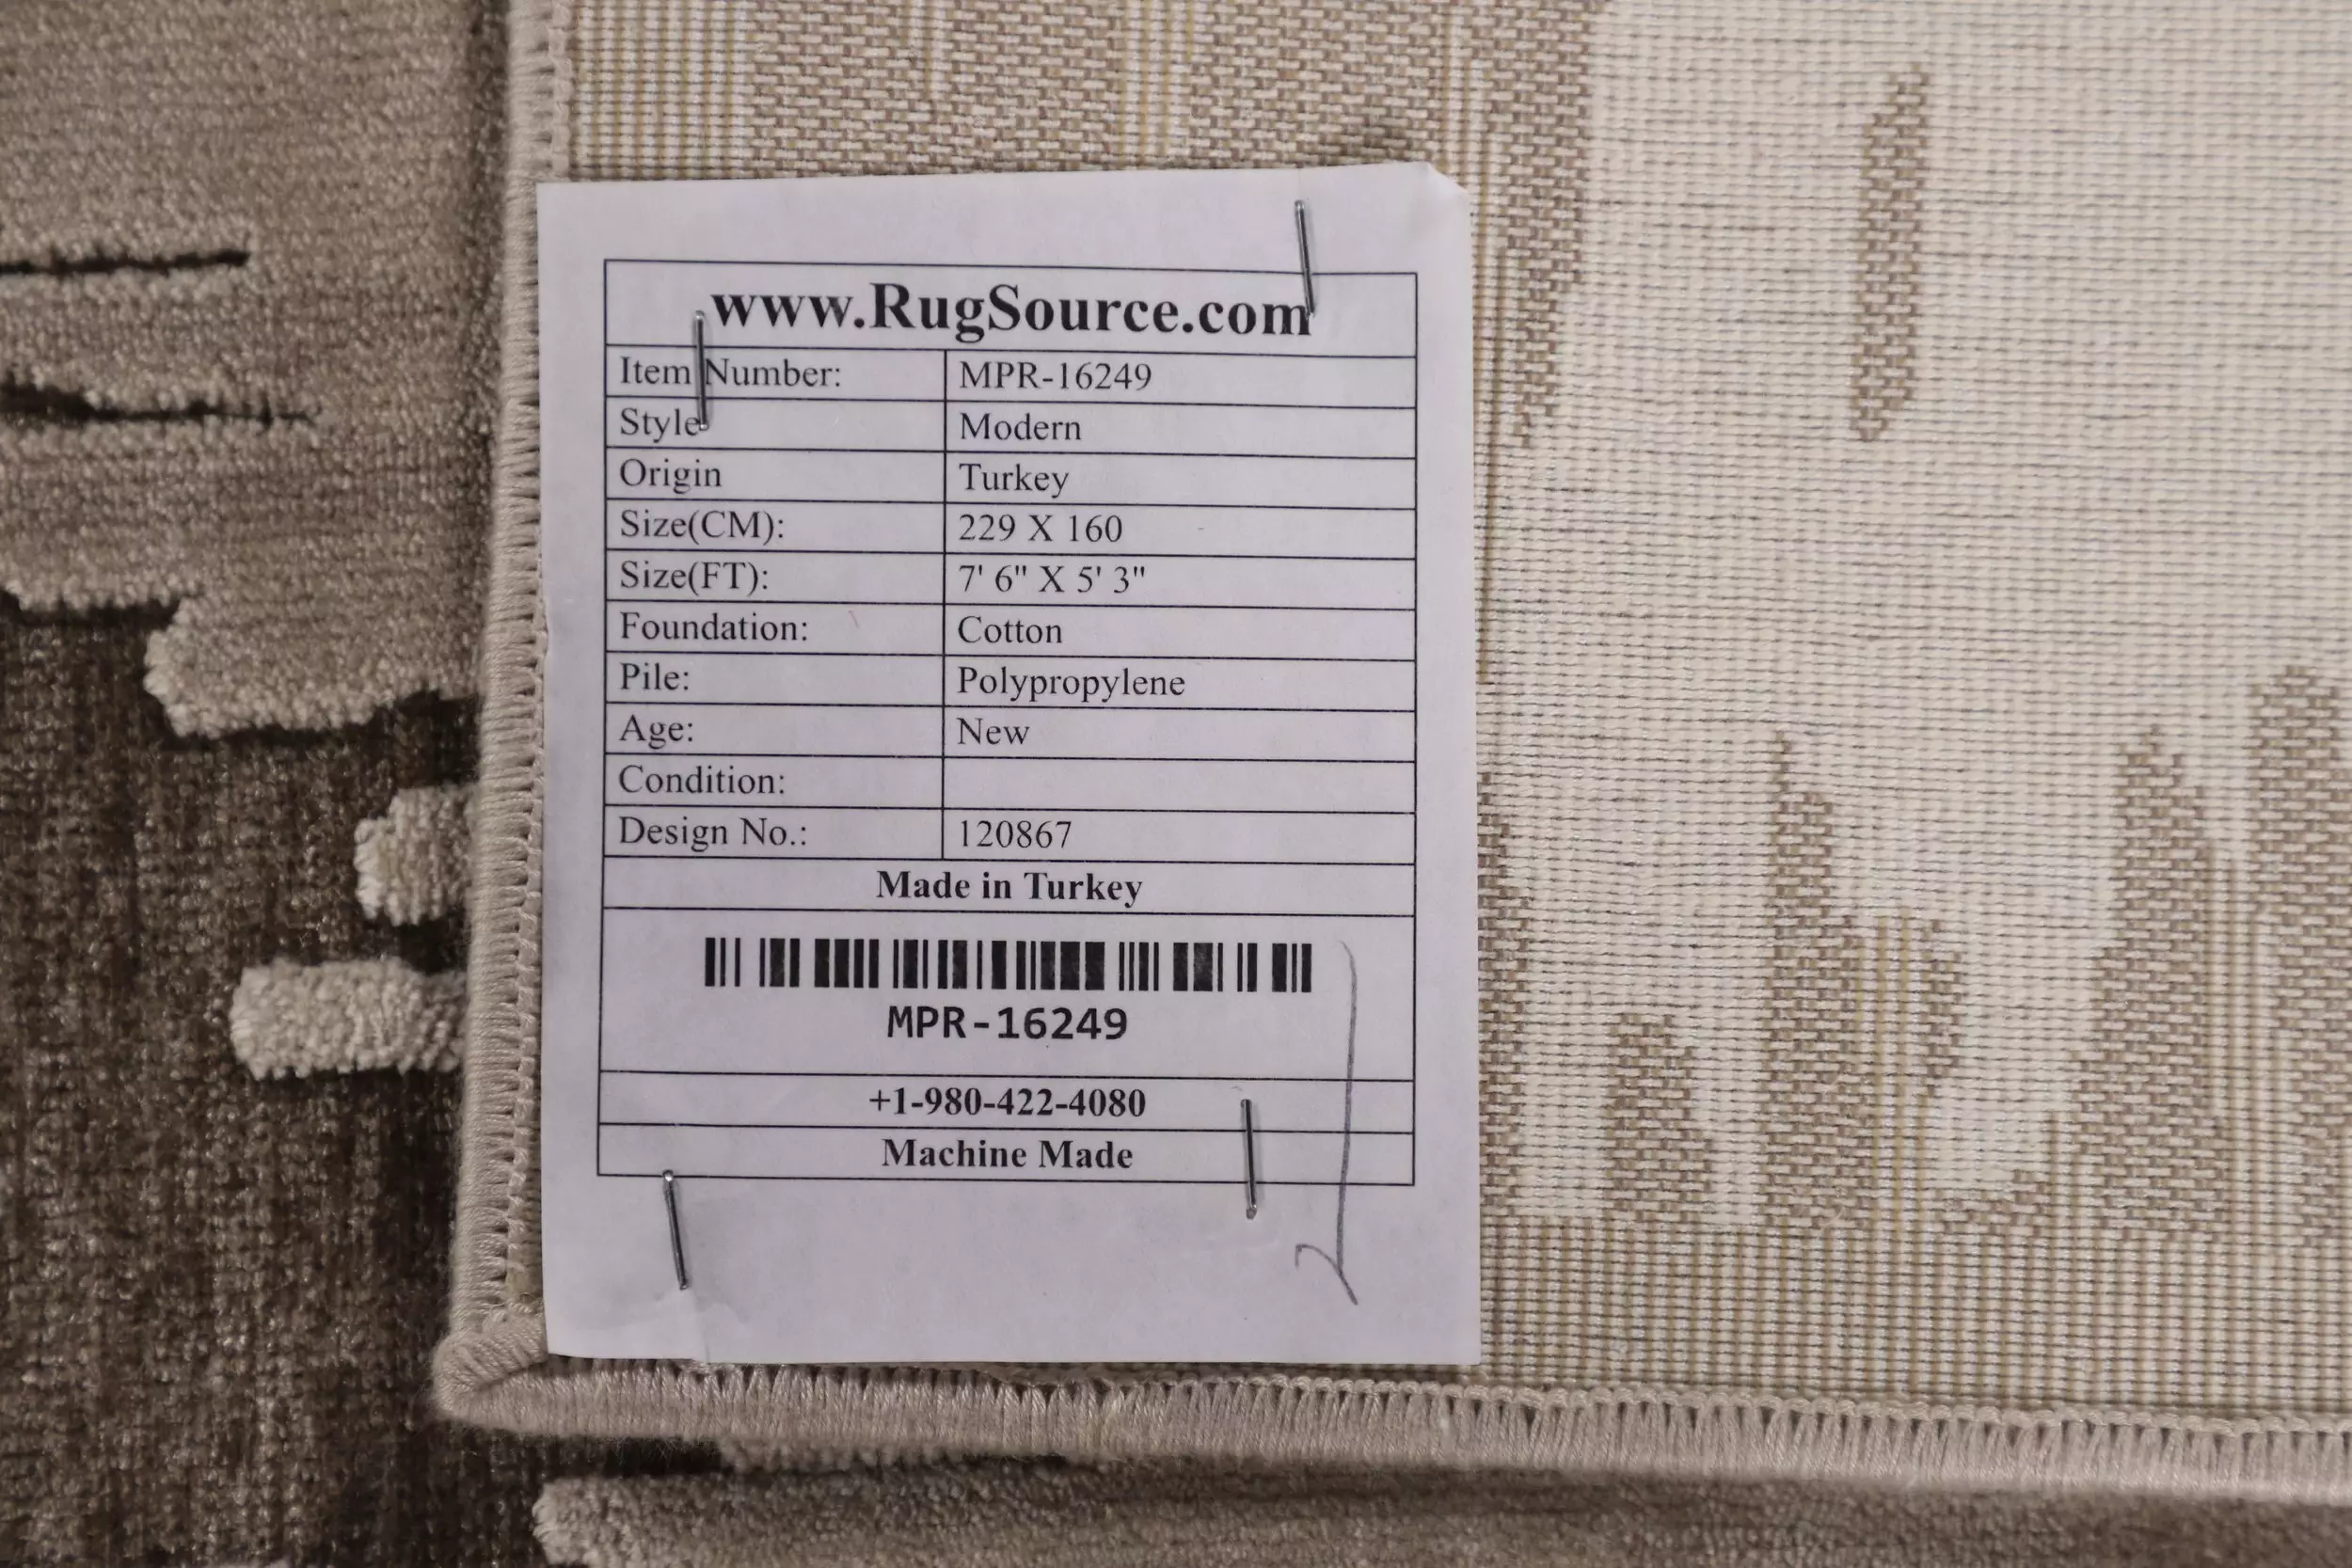 www.RugSource.com
Item Number: MPR-16249
Style Modern
Origin Turkey
Size(CM): 229 X 160
Size(FT): 7' 6" X 5' 3"
Foundation: Cotton
Pile: Polypropylene
Age: New
Condition:
Design No.: 120867
Made in Turkey
MPR-16249
+1-980-422-4080
Machine Made